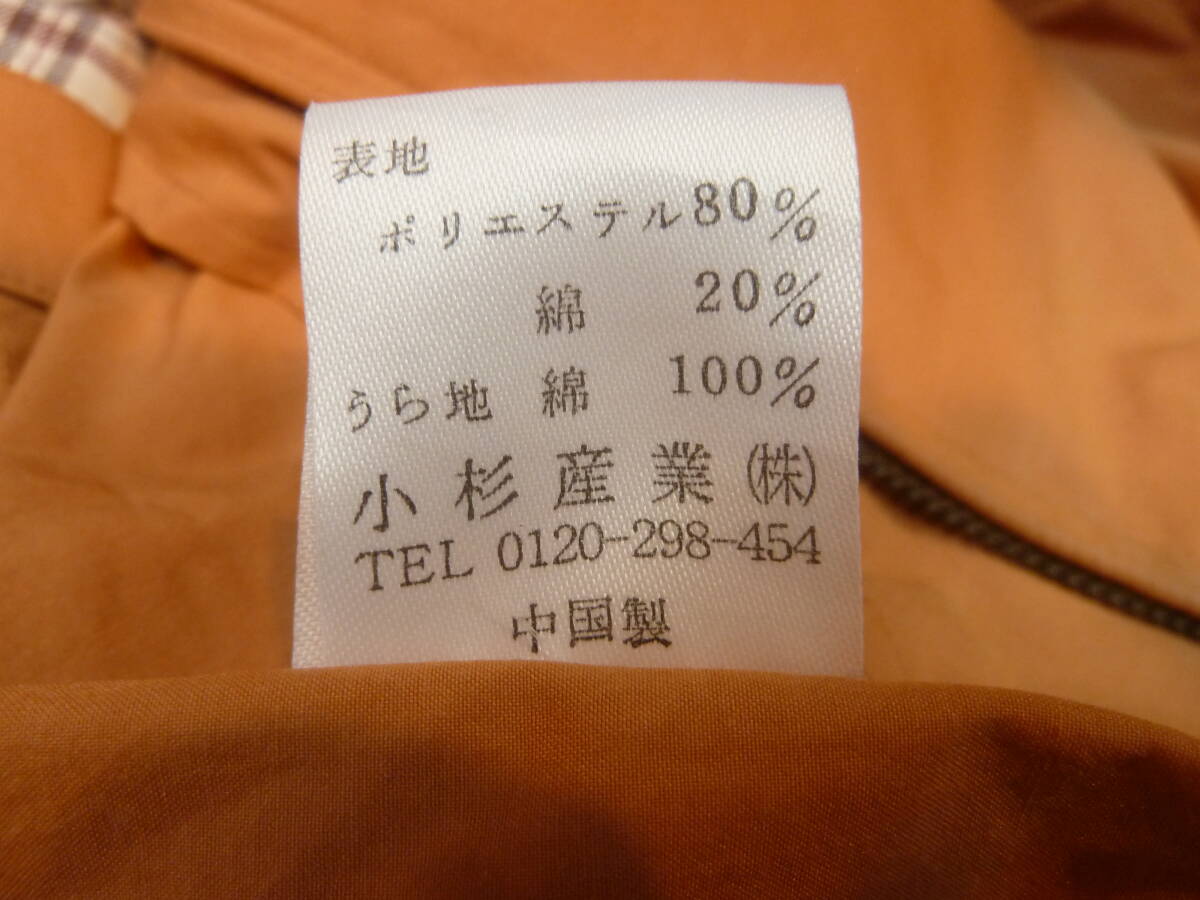 表地
ポリエステル80%
綿 20%
うら地 綿 100%
小杉産業(株)
TEL 0120-298-454
中国製